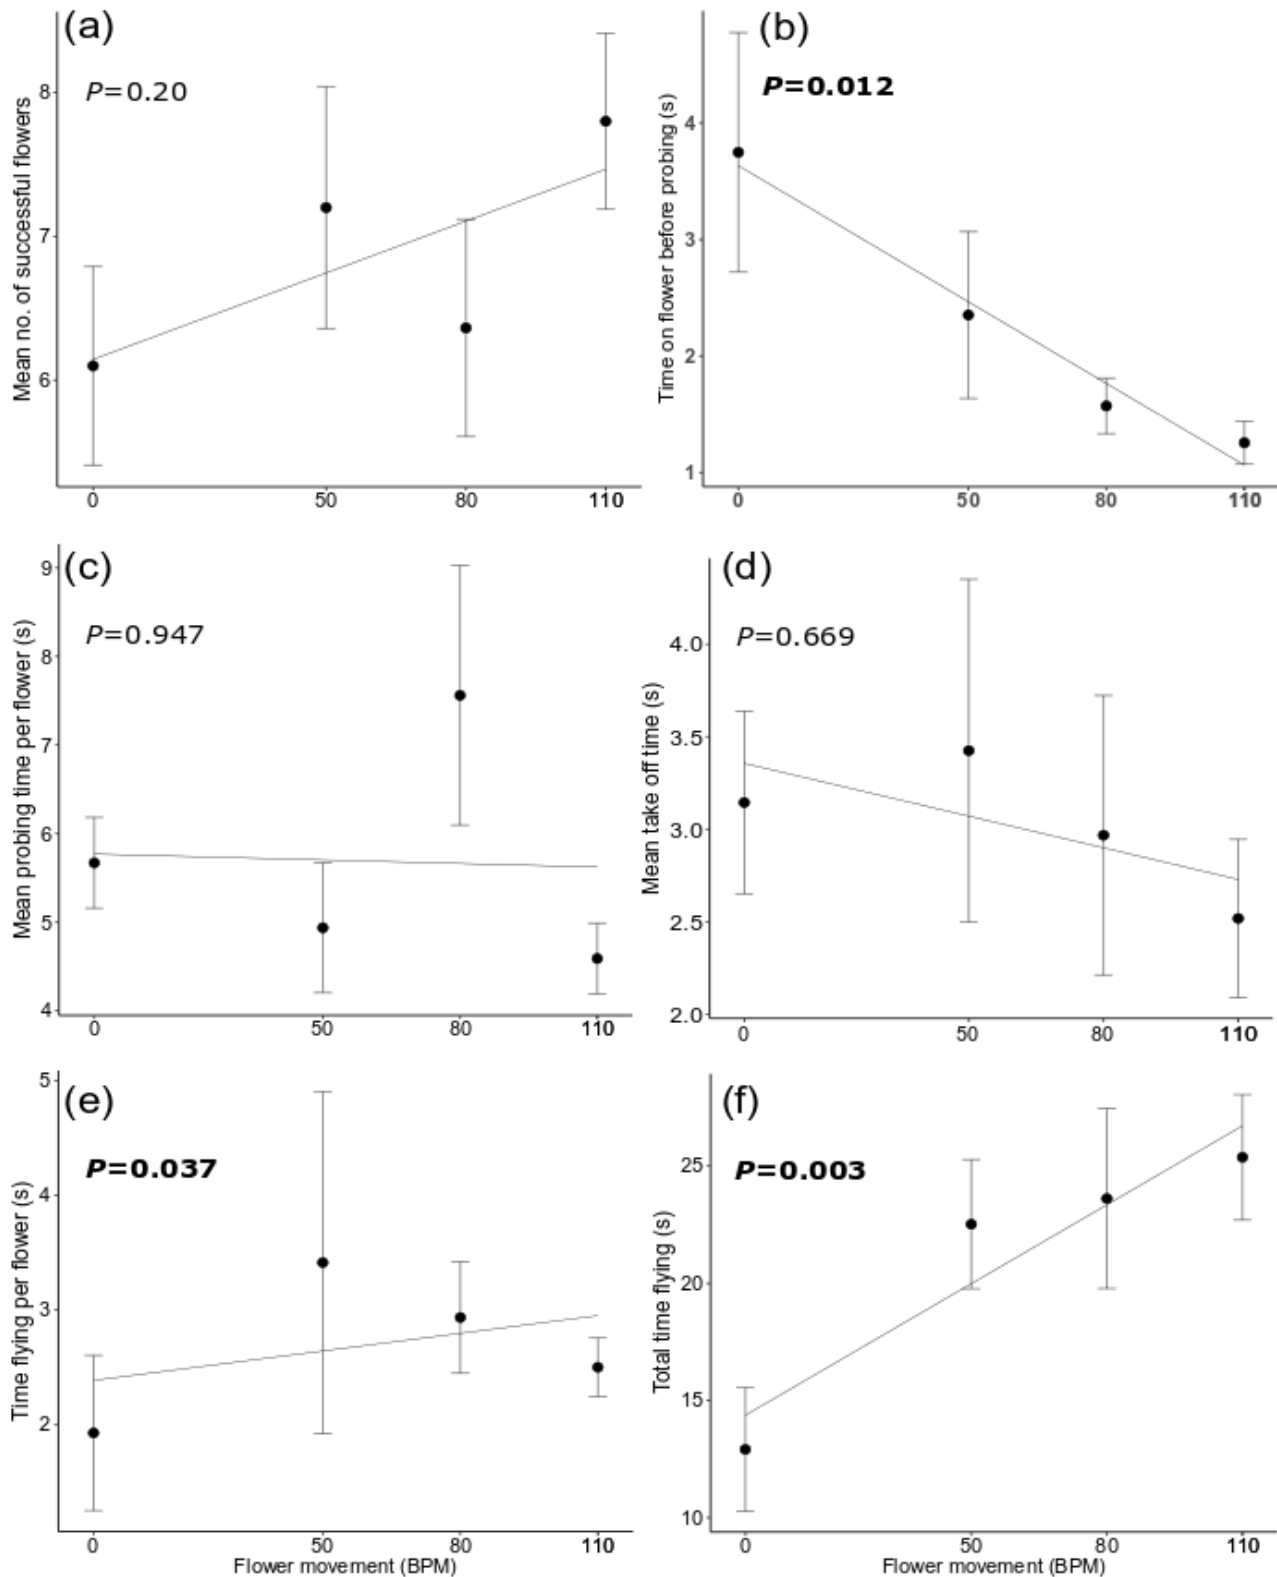 (a)
P=0.20
Mean no. of successful flowers
8
7
6
0 50 80 110
(b)
P=0.012
Time on flower before probing (s)
4
3
2
1
0 50 80 110
(c)
P=0.947
Mean probing time per flower (s)
9
8
7
6
5
4
0 50 80 110
(d)
P=0.669
Mean take off time (s)
4.0
3.5
3.0
2.5
2.0
0 50 80 110
(e)
P=0.037
Time flying per flower (s)
5
4
3
2
0 50 80 110
Flower movement (BPM)
(f)
P=0.003
Total time flying (s)
25
20
15
10
0 50 80 110
Flower movement (BPM)